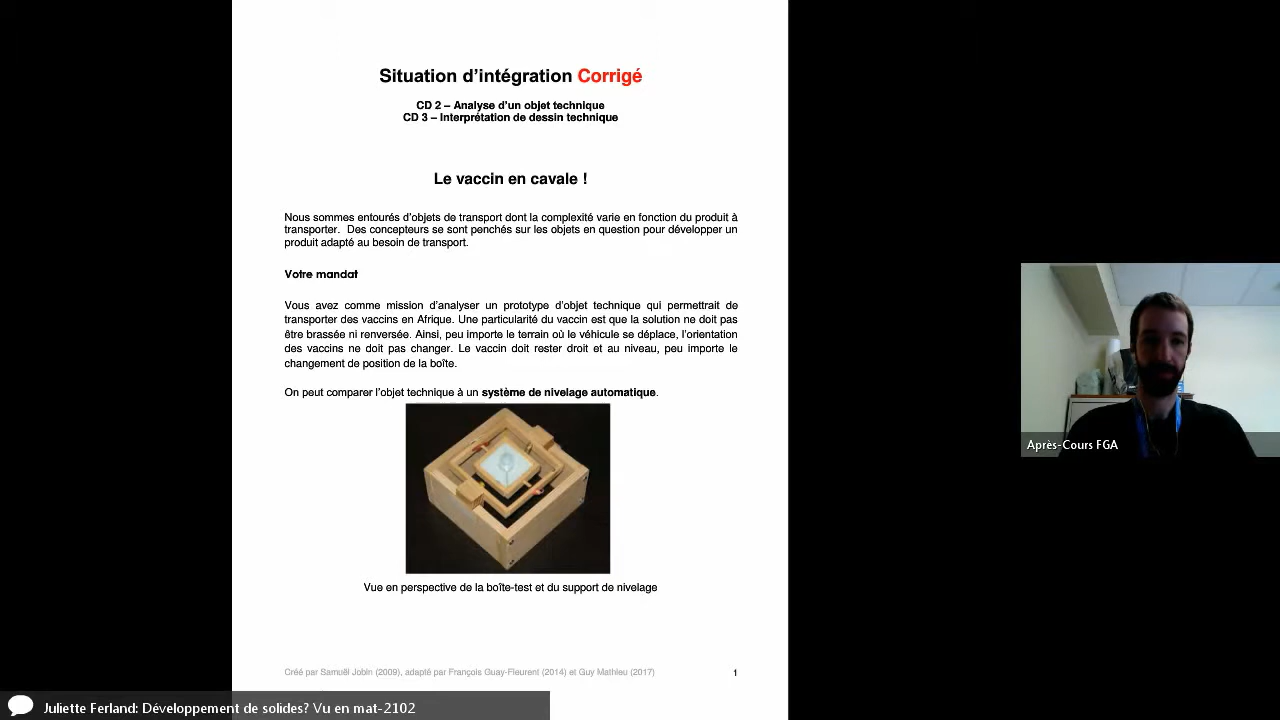 Situation d'intégration Corrigé
CD 2 – Analyse d'un objet technique
CD 3 – Interprétation de dessin technique
Le vaccin en cavale !
Nous sommes entourés d'objets de transport dont la complexité varie en fonction du produit à
transporter. Des concepteurs se sont penchés sur les objets en question pour développer un
produit adapté au besoin de transport.
Votre mandat
Vous avez comme mission d'analyser un prototype d'objet technique qui permettrait de
transporter des vaccins en Afrique. Une particularité du vaccin est que la solution ne doit pas
être brassée ni renversée. Ainsi, peu importe le terrain où le véhicule se déplace, l'orientation
des vaccins ne doit pas changer. Le vaccin doit rester droit et au niveau, peu importe le
changement de position de la boîte.
On peut comparer l'objet technique à un système de nivelage automatique.
Vue en perspective de la boîte-test et du support de nivelage
Créé par Samuël Jobin (2009), adapté par François Guay-Fleurent (2014) et Guy Mathieu (2017)
1
Après-Cours FGA
Juliette Ferland: Développement de solides? Vu en mat-2102